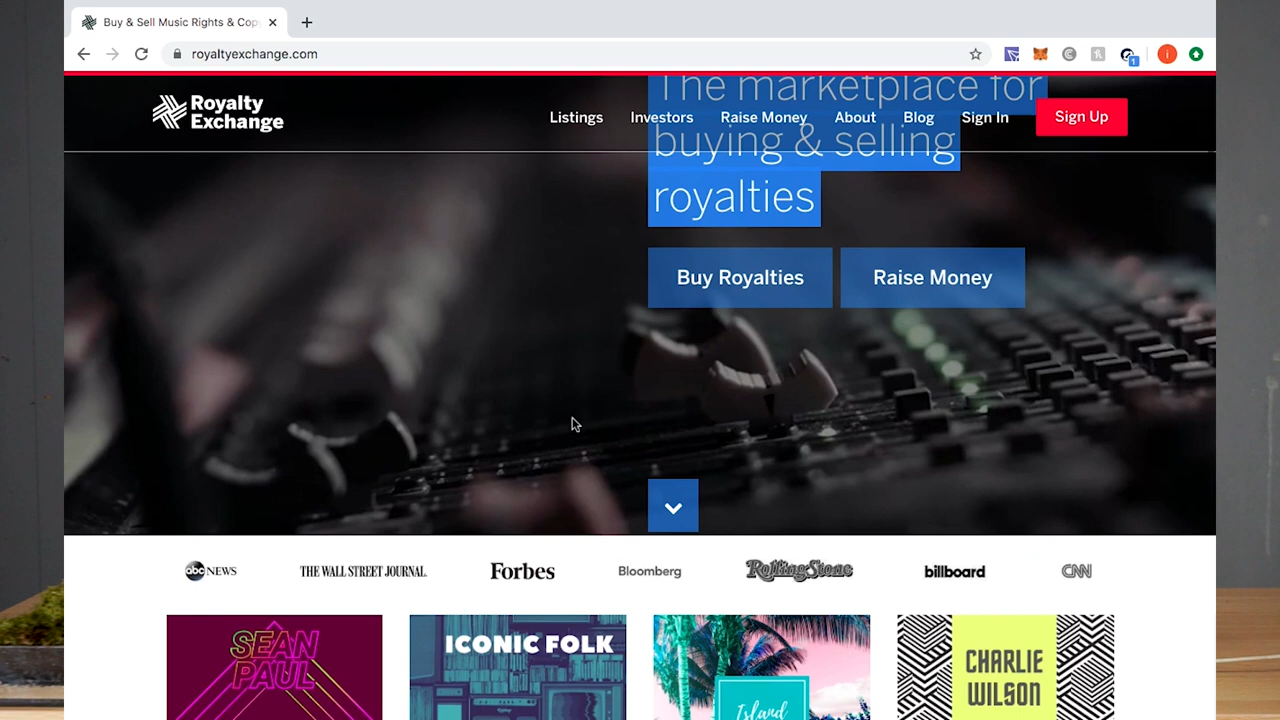 Buy & Sell Music Rights & Cop
royaltyexchange.com
1
i
Royalty
Exchange
Listings
Investors
Raise Money
About
Blog
Sign In
Sign Up
The marketplace for
buying & selling
royalties
Buy Royalties
Raise Money
abc NEWS
THE WALL STREET JOURNAL.
Forbes
Bloomberg
RollingStone
billboard
CNN
SEAN
PAUL
ICONIC FOLK
Island
CHARLIE
WILSON